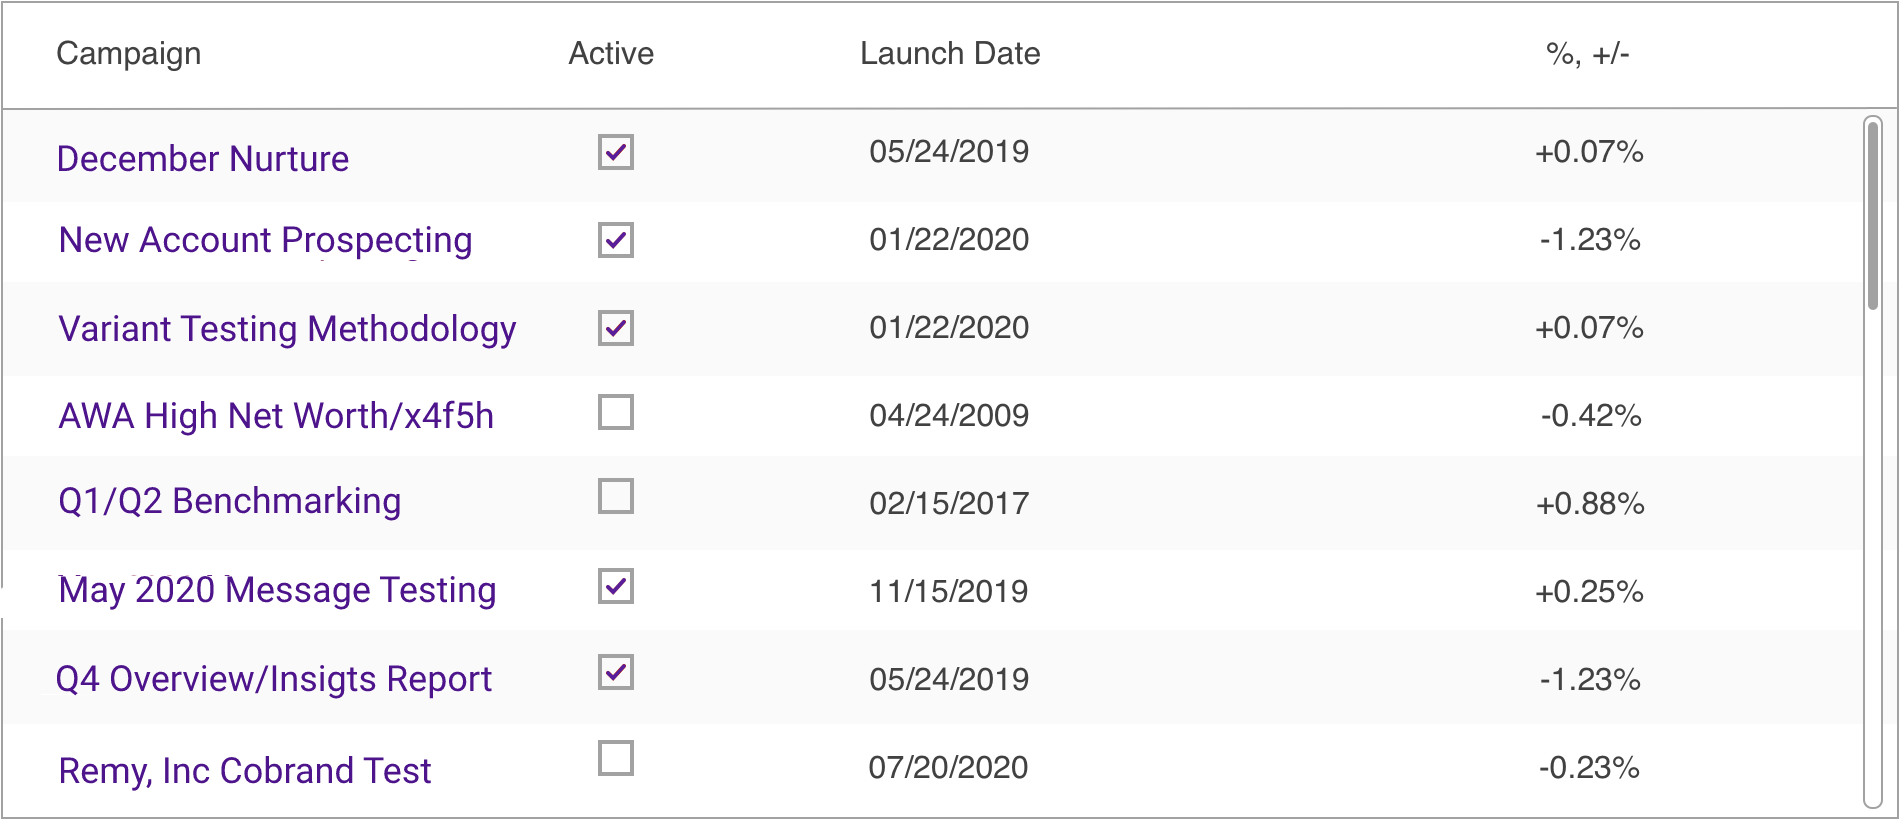 Campaign Active Launch Date %, +/-
December Nurture 05/24/2019 +0.07%
New Account Prospecting 01/22/2020 -1.23%
Variant Testing Methodology 01/22/2020 +0.07%
AWA High Net Worth/x4f5h 04/24/2009 -0.42%
Q1/Q2 Benchmarking 02/15/2017 +0.88%
May 2020 Message Testing 11/15/2019 +0.25%
Q4 Overview/Insigts Report 05/24/2019 -1.23%
Remy, Inc Cobrand Test 07/20/2020 -0.23%